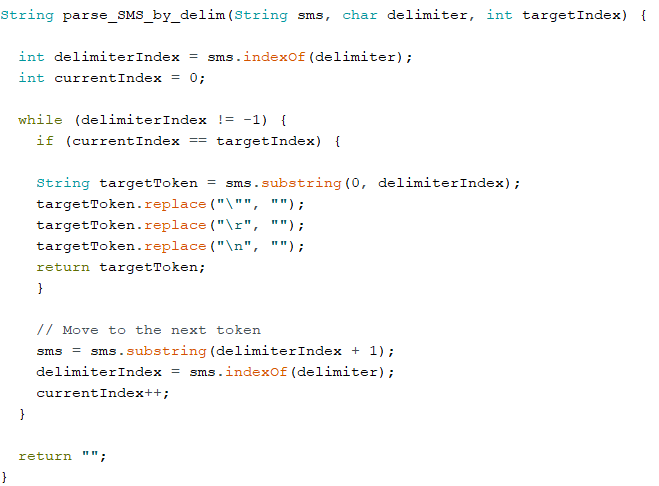 String parse_SMS_by_delim(String sms, char delimiter, int targetIndex) {
int delimiterIndex = sms.indexOf(delimiter);
int currentIndex = 0;
while (delimiterIndex != -1) {
if (currentIndex == targetIndex) {
String targetToken = sms.substring(0, delimiterIndex);
targetToken.replace("\"", "");
targetToken.replace("\r", "");
targetToken.replace("\n", "");
return targetToken;
}
// Move to the next token
sms = sms.substring(delimiterIndex + 1);
delimiterIndex = sms.indexOf(delimiter);
currentIndex++;
}
return "";
}